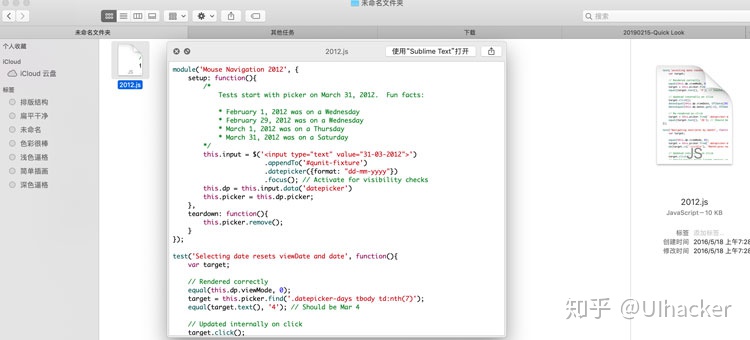 未命名文件夹
搜索
未命名文件夹 其他任务 下载 20190215-Quick Look
个人收藏
iCloud
iCloud 云盘
标签
排版结构
扁平干净
未命名
色彩很棒
浅色逼格
简单插画
深色逼格
2012.js
2012.js
使用“Sublime Text”打开
module('Mouse Navigation 2012', {
    setup: function(){
        /*
            Tests start with picker on March 31, 2012.  Fun facts:

            * February 1, 2012 was on a Wednesday
            * February 29, 2012 was on a Wednesday
            * March 1, 2012 was on a Thursday
            * March 31, 2012 was on a Saturday
        */
        this.input = $('<input type="text" value="31-03-2012">')
                        .appendTo('#qunit-fixture')
                        .datepicker({format: "dd-mm-yyyy"})
                        .focus(); // Activate for visibility checks
        this.dp = this.input.data('datepicker')
        this.picker = this.dp.picker;
    },
    teardown: function(){
        this.picker.remove();
    }
});

test('Selecting date resets viewDate and date', function(){
    var target;

    // Rendered correctly
    equal(this.dp.viewMode, 0);
    target = this.picker.find('.datepicker-days tbody td:nth(7)');
    equal(target.text(), '4'); // Should be Mar 4

    // Updated internally on click
    target.click();
JS
2012.js
JavaScript – 10 KB
标签 添加标签...
创建时间 2016/5/18 上午7:28
修改时间 2016/5/18 上午7:28
知乎 @UIhacker